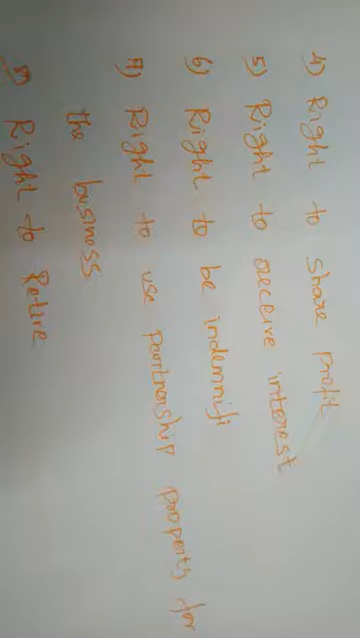 4) Right to share profit
5) Right to receive interest
6) Right to be indemnifi
7) Right to use partnership property for
the business
8) Right to Retire